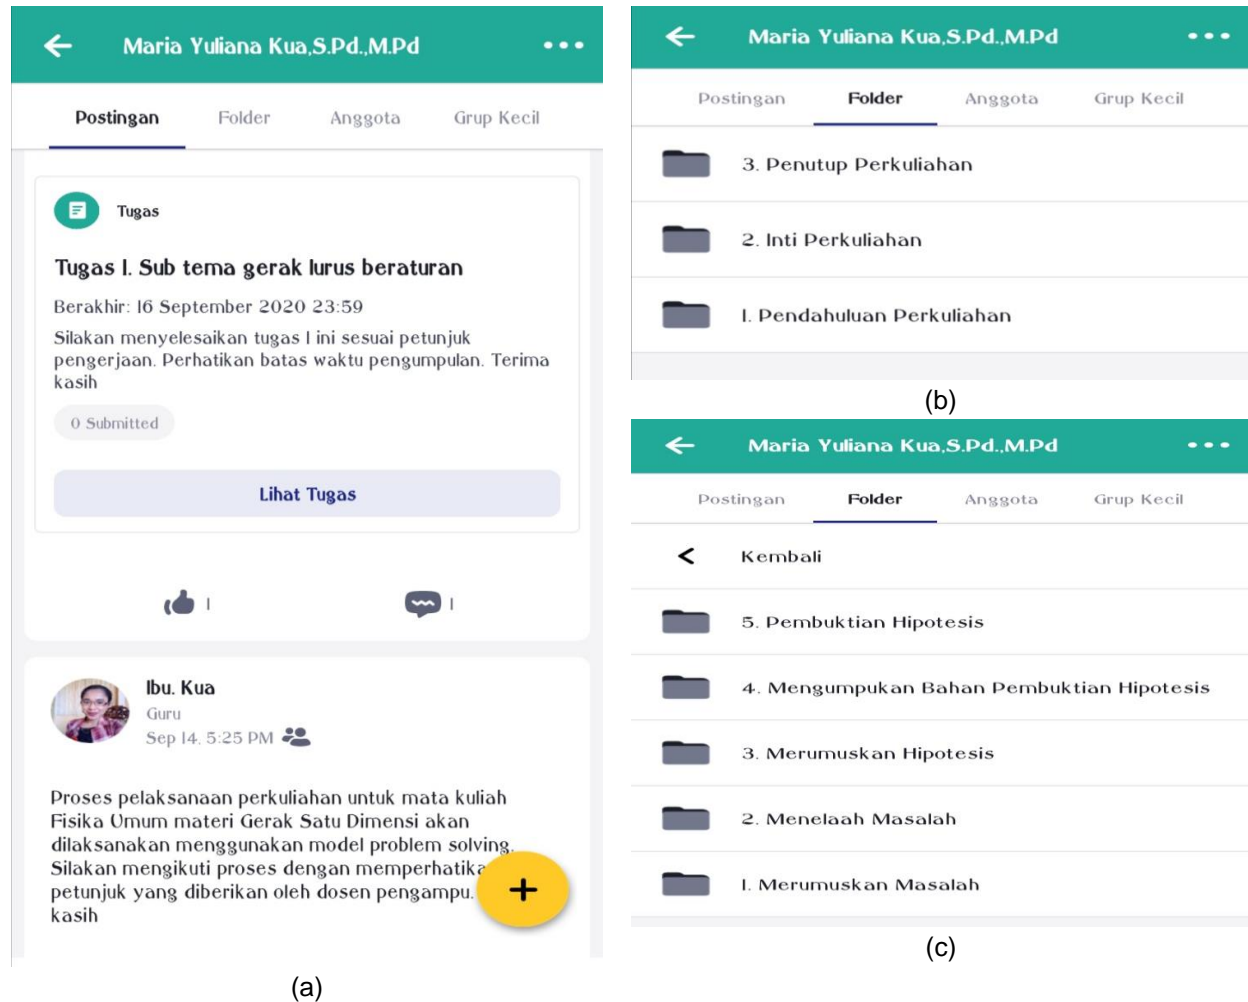 Maria Yuliana Kua,S.Pd.,M.Pd
Postingan Folder Anggota Grup Kecil
Tugas
Tugas 1. Sub tema gerak lurus beraturan
Berakhir: 16 September 2020 23:59
Silakan menyelesaikan tugas 1 ini sesuai petunjuk
pengerjaan. Perhatikan batas waktu pengumpulan. Terima
kasih
0 Submitted
Lihat Tugas
1 1
Ibu. Kua
Guru
Sep 14, 5:25 PM
Proses pelaksanaan perkuliahan untuk mata kuliah
Fisika Umum materi Gerak Satu Dimensi akan
dilaksanakan menggunakan model problem solving.
Silakan mengikuti proses dengan memperhatika
petunjuk yang diberikan oleh dosen pengampu.
kasih
(a)
Maria Yuliana Kua,S.Pd.,M.Pd
Postingan Folder Anggota Grup Kecil
3. Penutup Perkuliahan
2. Inti Perkuliahan
1. Pendahuluan Perkuliahan
(b)
Maria Yuliana Kua,S.Pd.,M.Pd
Postingan Folder Anggota Grup Kecil
Kembali
5. Pembuktian Hipotesis
4. Mengumpukan Bahan Pembuktian Hipotesis
3. Merumuskan Hipotesis
2. Menelaah Masalah
1. Merumuskan Masalah
(c)